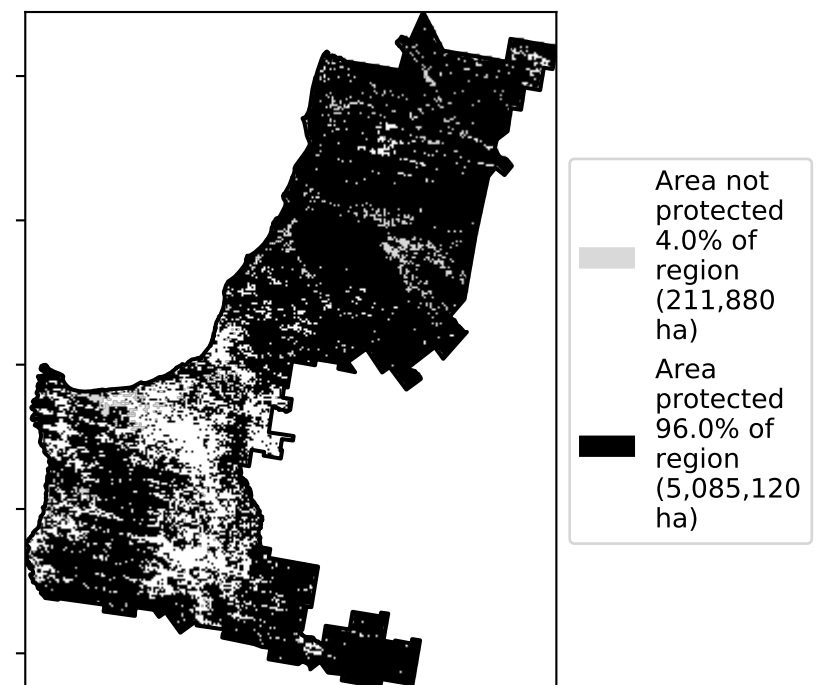 Area not
protected
4.0% of
region
(211,880
ha)
Area
protected
96.0% of
region
(5,085,120
ha)